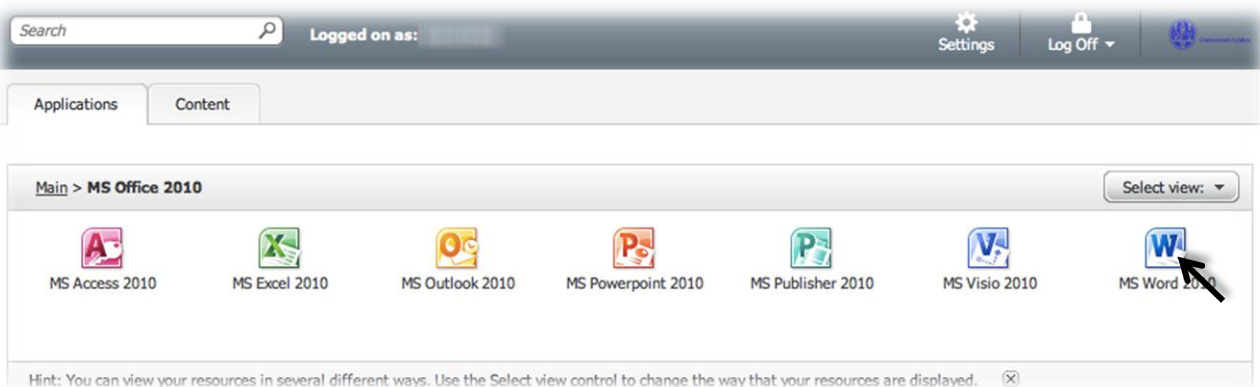 Search
Logged on as:
Settings
Log Off
Applications
Content
Main > MS Office 2010
Select view:
MS Access 2010
MS Excel 2010
MS Outlook 2010
MS Powerpoint 2010
MS Publisher 2010
MS Visio 2010
MS Word 2010
Hint: You can view your resources in several different ways. Use the Select view control to change the way that your resources are displayed.